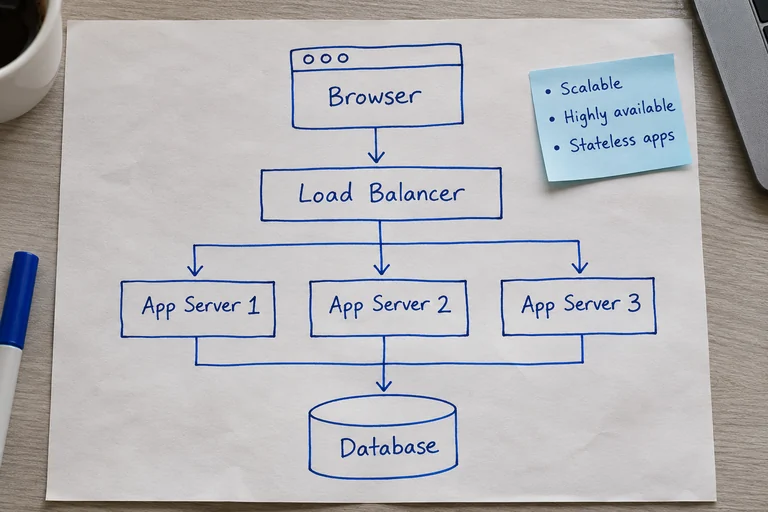 Browser
• Scalable
• Highly available
• Stateless apps
Load Balancer
App Server 1
App Server 2
App Server 3
Database